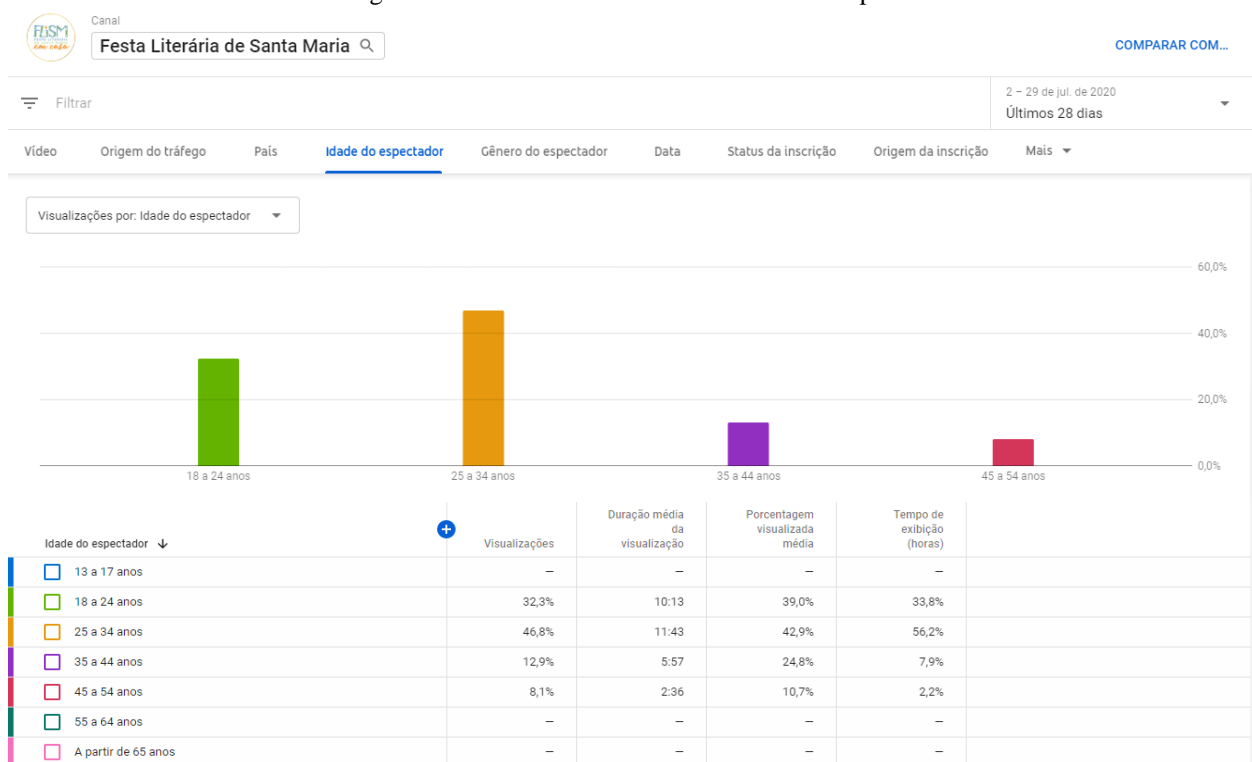 Canal
FLISM
em casa
Festa Literária de Santa Maria
COMPARAR COM...
Filtrar
2 – 29 de jul. de 2020
Últimos 28 dias
Vídeo Origem do tráfego País Idade do espectador Gênero do espectador Data Status da inscrição Origem da inscrição Mais
Visualizações por: Idade do espectador
60,0%
40,0%
20,0%
0,0%
18 a 24 anos 25 a 34 anos 35 a 44 anos 45 a 54 anos
Idade do espectador Visualizações Duração média da visualização Porcentagem visualizada média Tempo de exibição (horas)
13 a 17 anos – – – –
18 a 24 anos 32,3% 10:13 39,0% 33,8%
25 a 34 anos 46,8% 11:43 42,9% 56,2%
35 a 44 anos 12,9% 5:57 24,8% 7,9%
45 a 54 anos 8,1% 2:36 10,7% 2,2%
55 a 64 anos – – – –
A partir de 65 anos – – – –